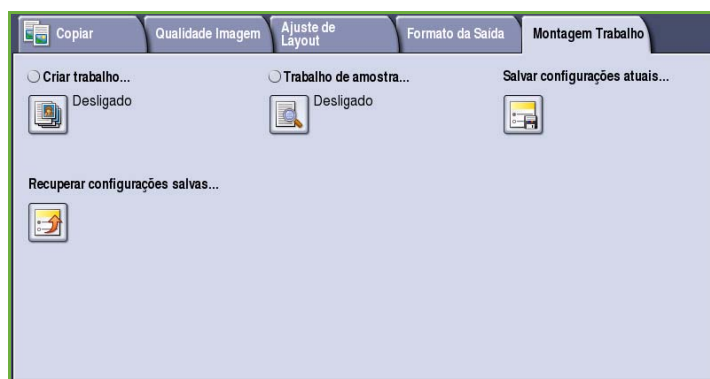 Copiar
Qualidade Imagem
Ajuste de
Layout
Formato da Saída
Montagem Trabalho
Criar trabalho...
Desligado
Trabalho de amostra...
Desligado
Salvar configurações atuais...
Recuperar configurações salvas...